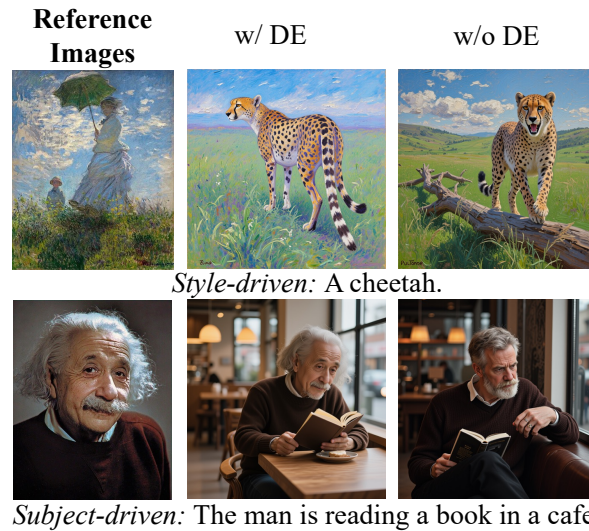 Reference
Images
w/ DE
w/o DE
Style-driven: A cheetah.
Subject-driven: The man is reading a book in a cafe